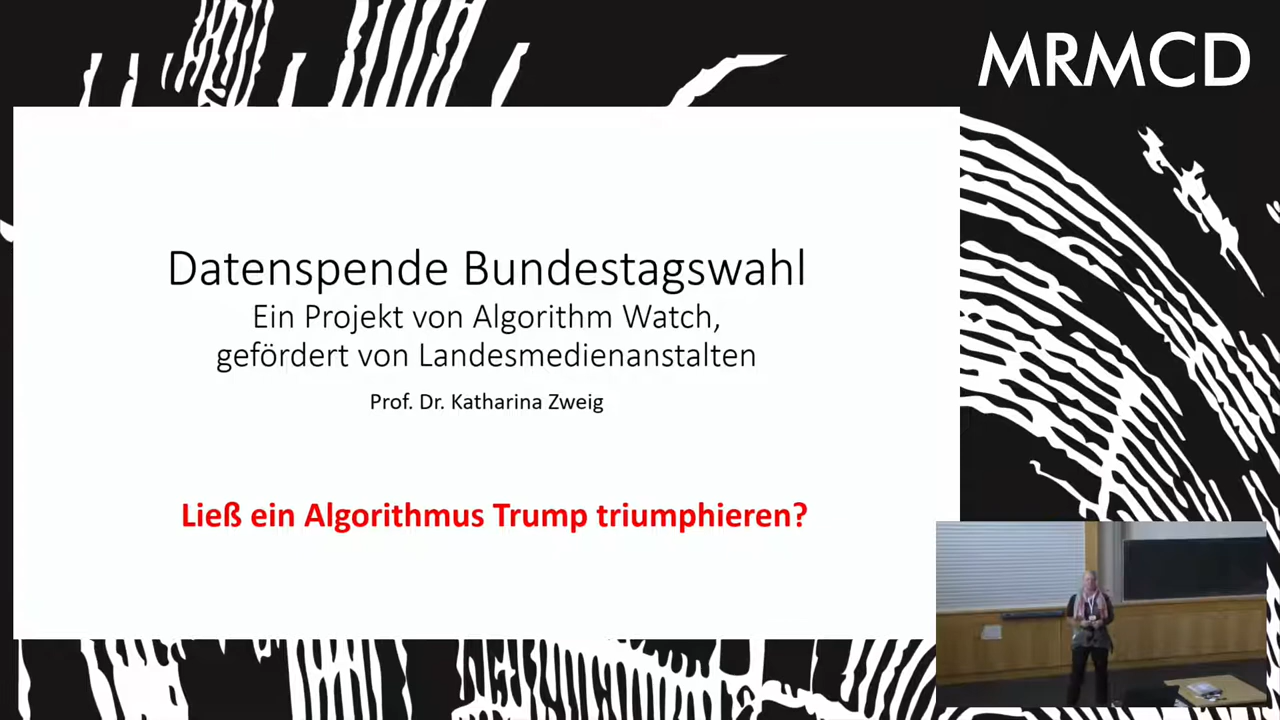 MRMCD
Datenspende Bundestagswahl
Ein Projekt von Algorithm Watch,
gefördert von Landesmedienanstalten
Prof. Dr. Katharina Zweig
Ließ ein Algorithmus Trump triumphieren?